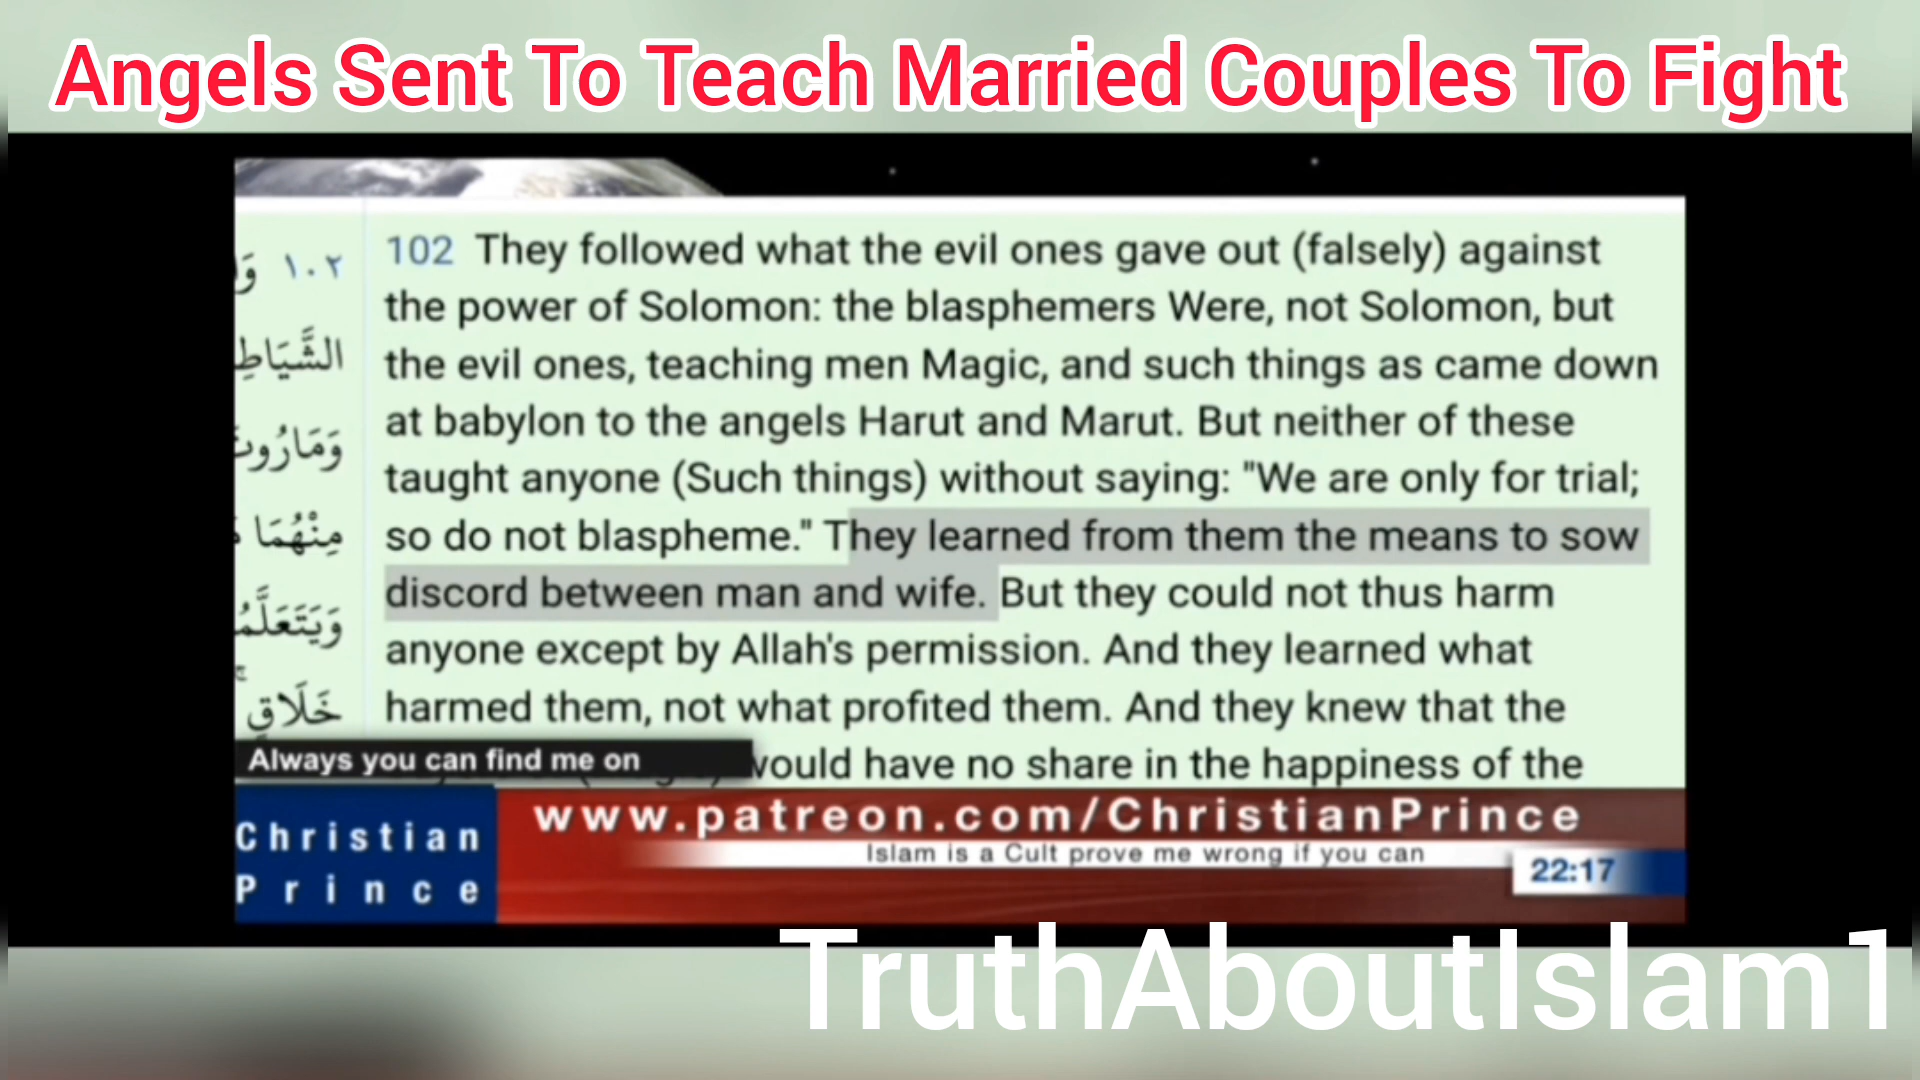 Angels Sent To Teach Married Couples To Fight
102 They followed what the evil ones gave out (falsely) against
the power of Solomon: the blasphemers Were, not Solomon, but
the evil ones, teaching men Magic, and such things as came down
at babylon to the angels Harut and Marut. But neither of these
taught anyone (Such things) without saying: "We are only for trial;
so do not blaspheme." They learned from them the means to sow
discord between man and wife. But they could not thus harm
anyone except by Allah's permission. And they learned what
harmed them, not what profited them. And they knew that the
would have no share in the happiness of the
١٠٢
وَمَارُوتَ
مِنْهُمَا
خَلَاقٍ
Always you can find me on
www.patreon.com/ChristianPrince
Christian
Prince
Islam is a Cult prove me wrong if you can
22:17
TruthAboutIslam1